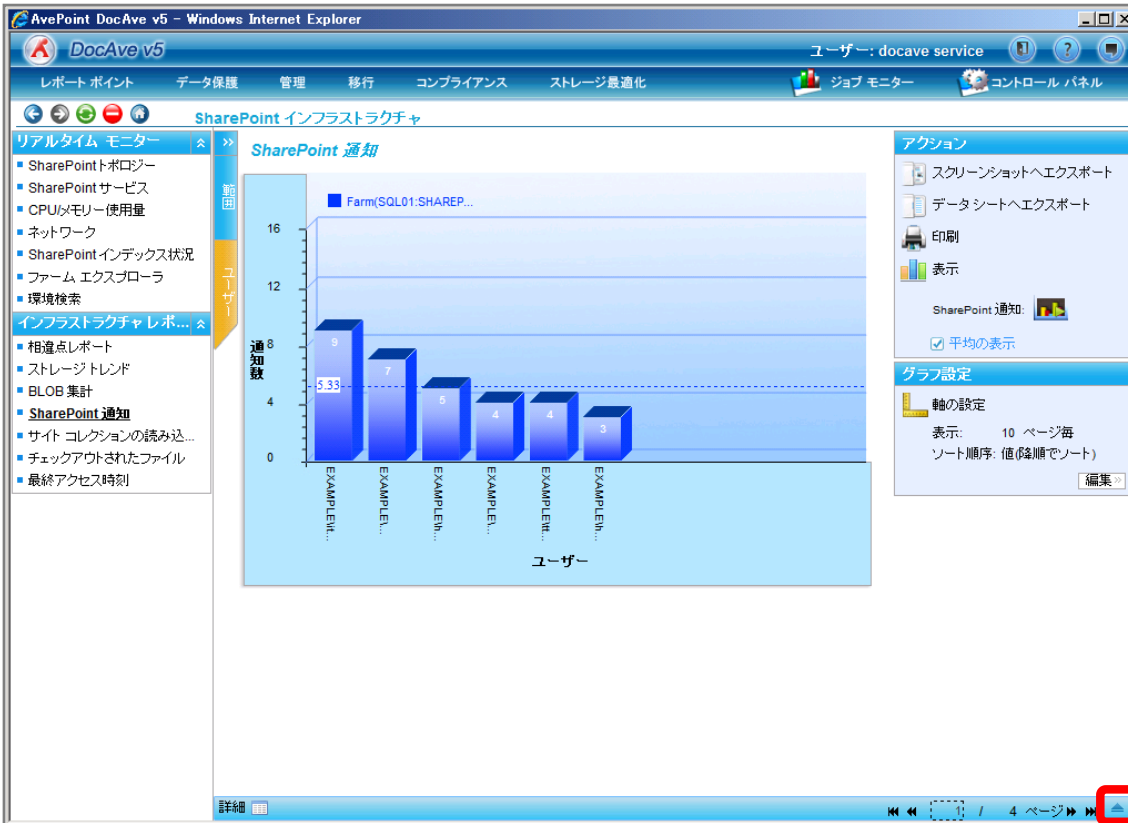 AvePoint DocAve v5 - Windows Internet Explorer
DocAve v5
ユーザー: docave service
レポート ポイント データ保護 管理 移行 コンプライアンス ストレージ最適化 ジョブ モニター コントロール パネル
SharePoint インフラストラクチャ
リアルタイム モニター
SharePointトポロジー
SharePoint サービス
CPU/メモリー使用量
ネットワーク
SharePoint インデックス状況
ファーム エクスプローラ
環境検索
インフラストラクチャ レポ...
相違点レポート
ストレージ トレンド
BLOB 集計
SharePoint 通知
サイト コレクションの読み込...
チェックアウトされたファイル
最終アクセス時刻
範囲
ユーザー
SharePoint 通知
Farm(SQL01:SHAREP...
16
12
8
4
0
通知数
9
7
5
4
4
3
5.33
EXAMPLE\it...
EXAMPLE\...
EXAMPLE\h...
EXAMPLE\...
EXAMPLE\tt...
EXAMPLE\h...
ユーザー
アクション
スクリーンショットへエクスポート
データ シートへエクスポート
印刷
表示
SharePoint 通知:
平均の表示
グラフ設定
軸の設定
表示: 10 ページ毎
ソート順序: 値(降順でソート)
編集
詳細
1 / 4 ページ